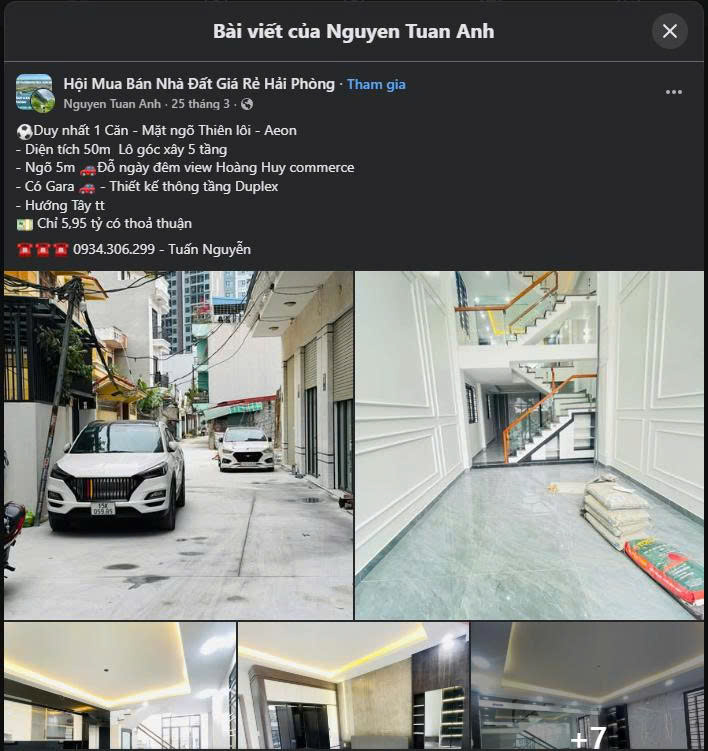 Bài viết của Nguyen Tuan Anh
Hội Mua Bán Nhà Đất Giá Rẻ Hải Phòng · Tham gia
Nguyen Tuan Anh · 25 tháng 3 ·
⚽Duy nhất 1 Căn - Mặt ngõ Thiên lôi - Aeon
- Diện tích 50m Lô góc xây 5 tầng
- Ngõ 5m 🚗Đỗ ngày đêm view Hoàng Huy commerce
- Có Gara 🚗 - Thiết kế thông tầng Duplex
- Hướng Tây tt
💵 Chỉ 5,95 tỷ có thoả thuận
☎️☎️☎️ 0934.306.299 - Tuấn Nguyễn
15K
+7